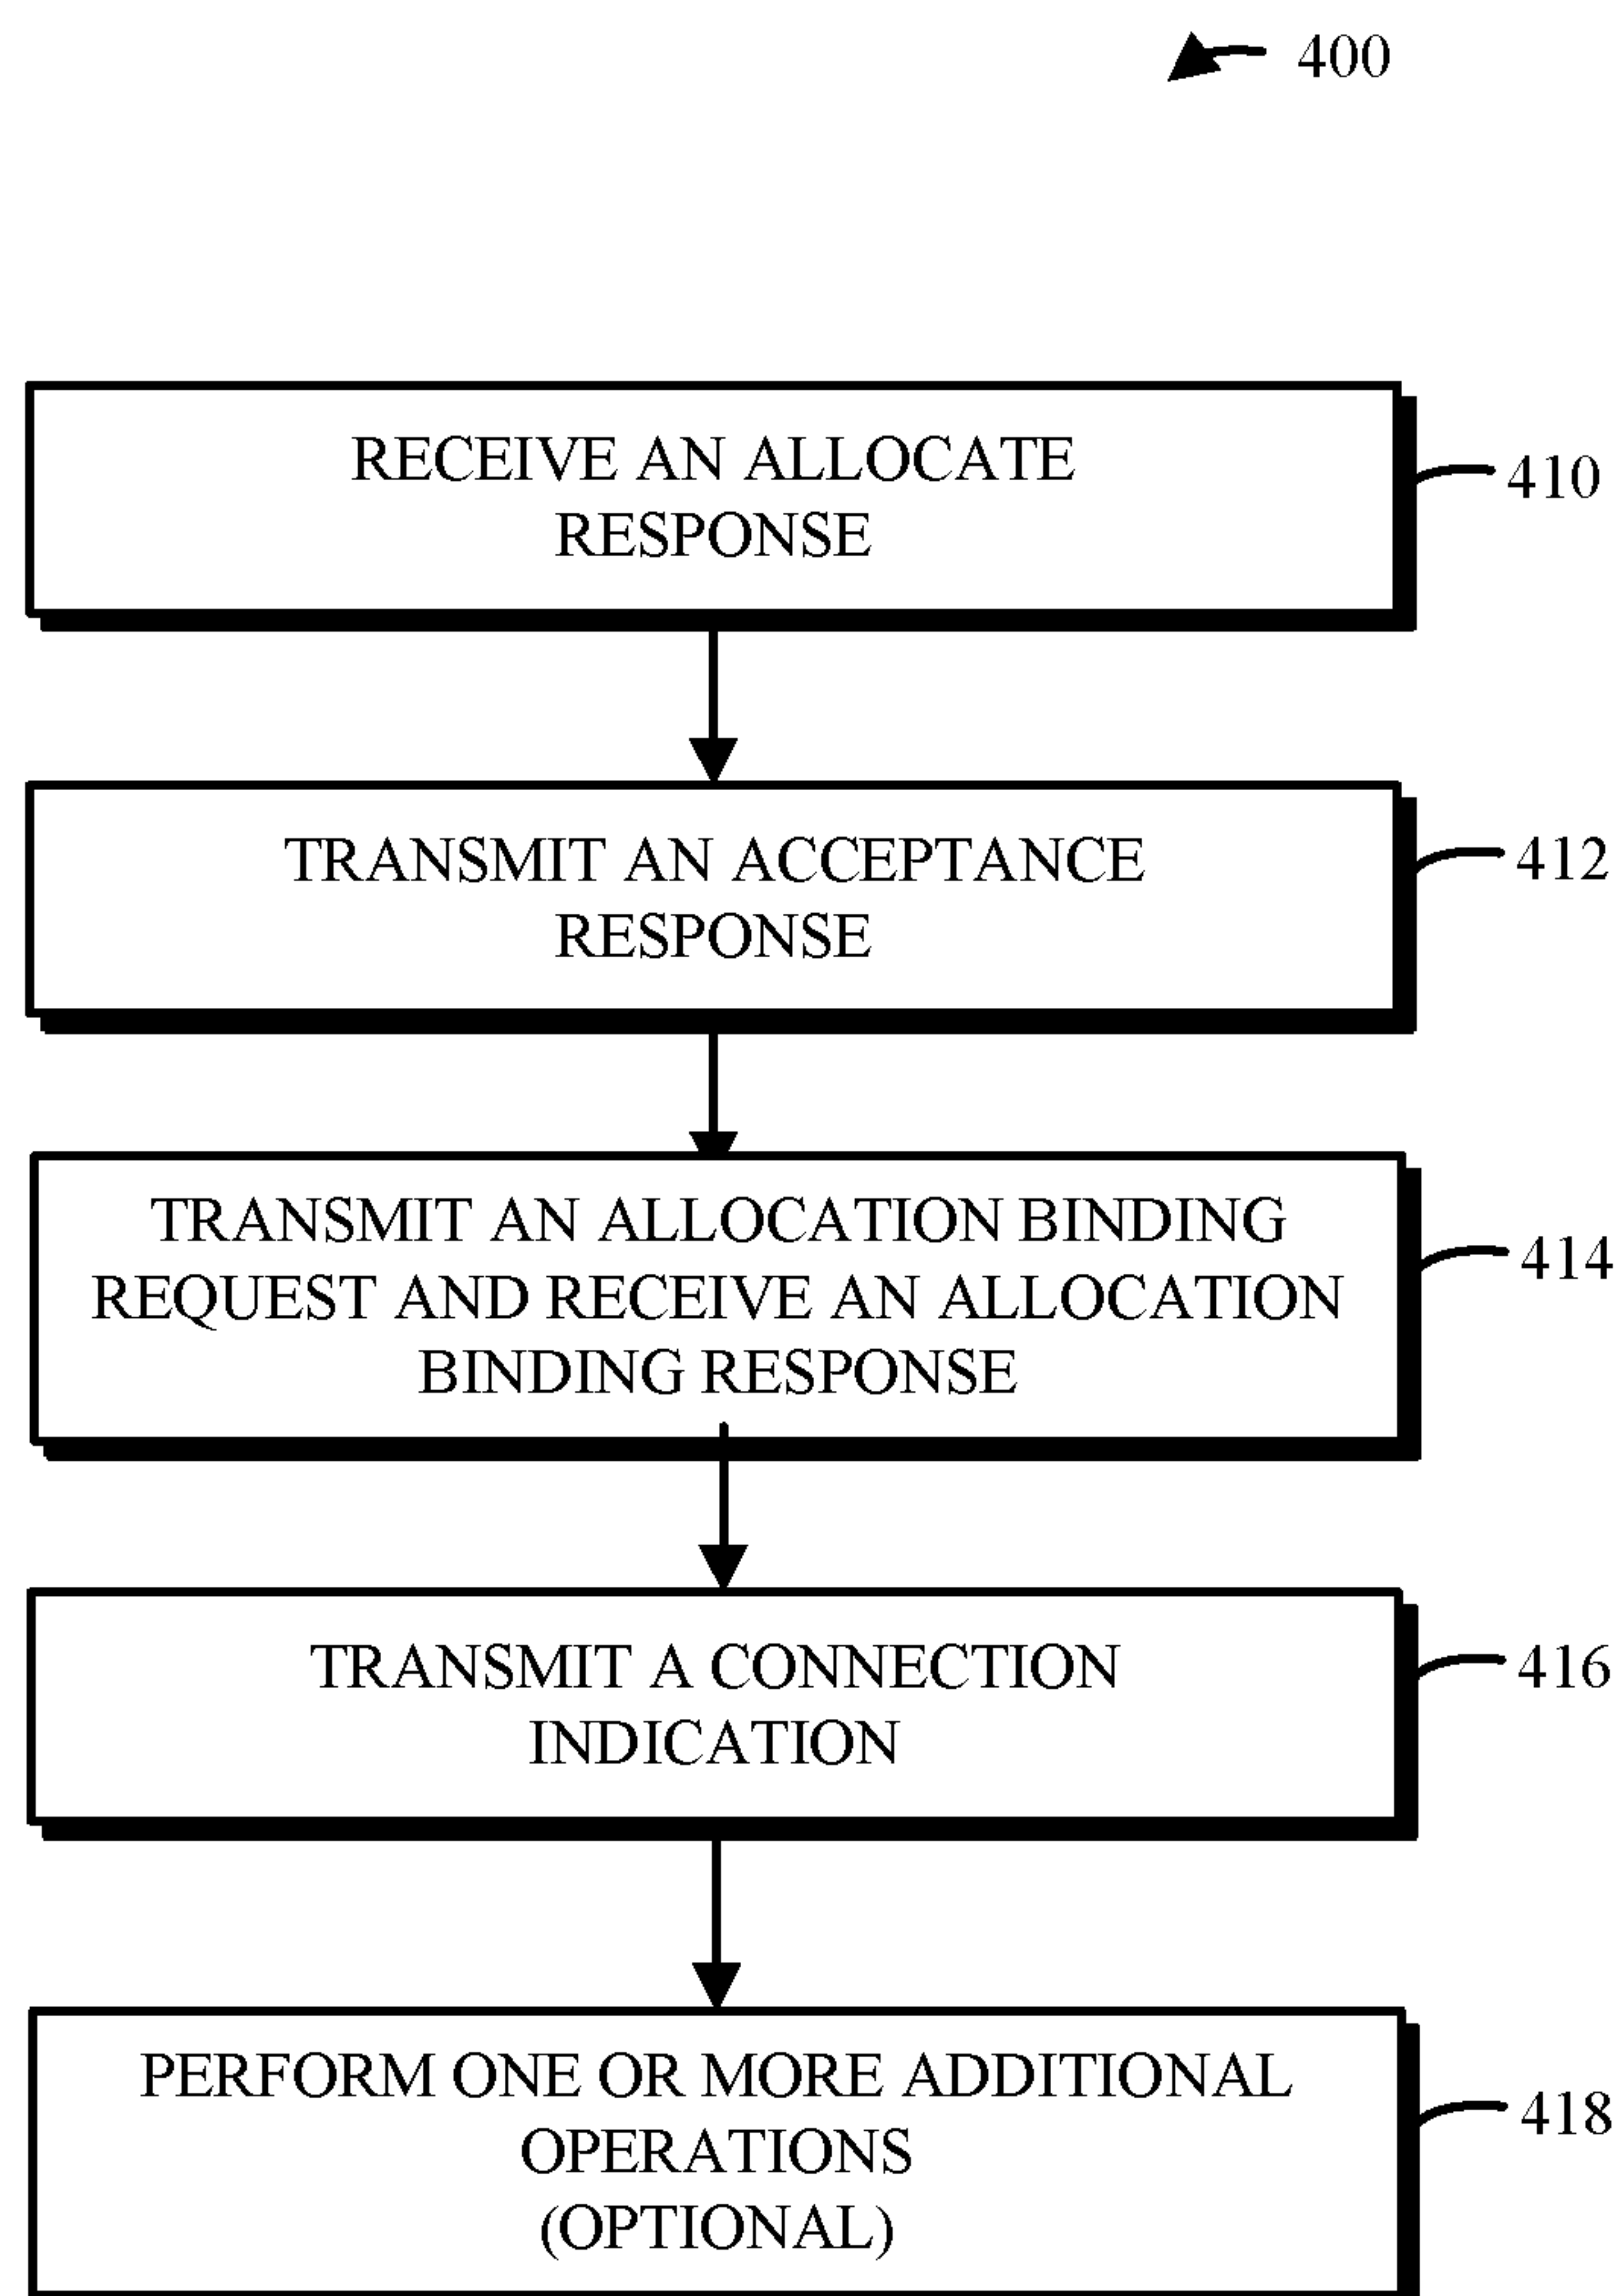 400
RECEIVE AN ALLOCATE
RESPONSE
410
TRANSMIT AN ACCEPTANCE
RESPONSE
412
TRANSMIT AN ALLOCATION BINDING
REQUEST AND RECEIVE AN ALLOCATION
BINDING RESPONSE
414
TRANSMIT A CONNECTION
INDICATION
416
PERFORM ONE OR MORE ADDITIONAL
OPERATIONS
(OPTIONAL)
418